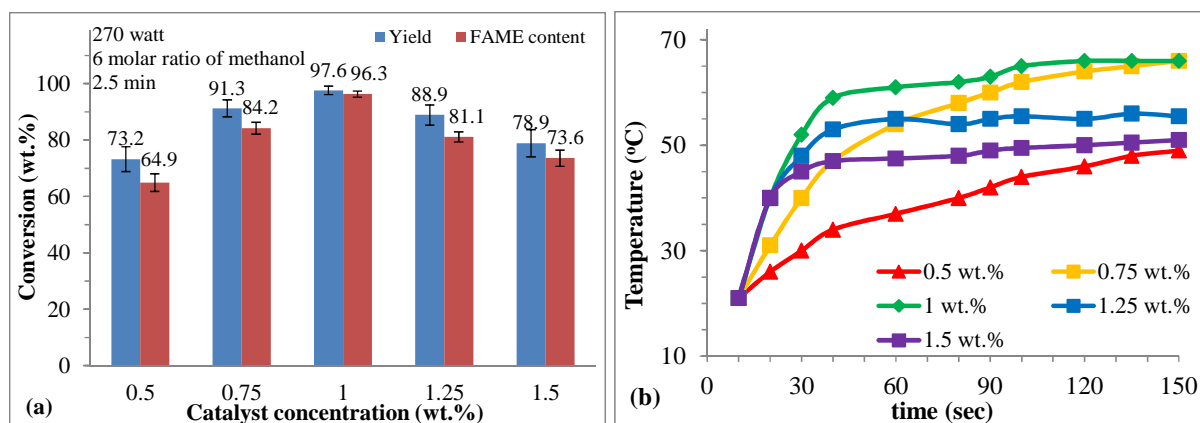 270 watt
6 molar ratio of methanol
2.5 min
Yield
FAME content
73.2
64.9
91.3
84.2
97.6
96.3
88.9
81.1
78.9
73.6
100
80
60
40
20
0
Conversion (wt.%)
0.5 0.75 1 1.25 1.5
Catalyst concentration (wt.%)
(a)
70
50
30
10
Temperature (°C)
0.5 wt.% 0.75 wt.%
1 wt.% 1.25 wt.%
1.5 wt.%
0 30 60 90 120 150
time (sec)
(b)